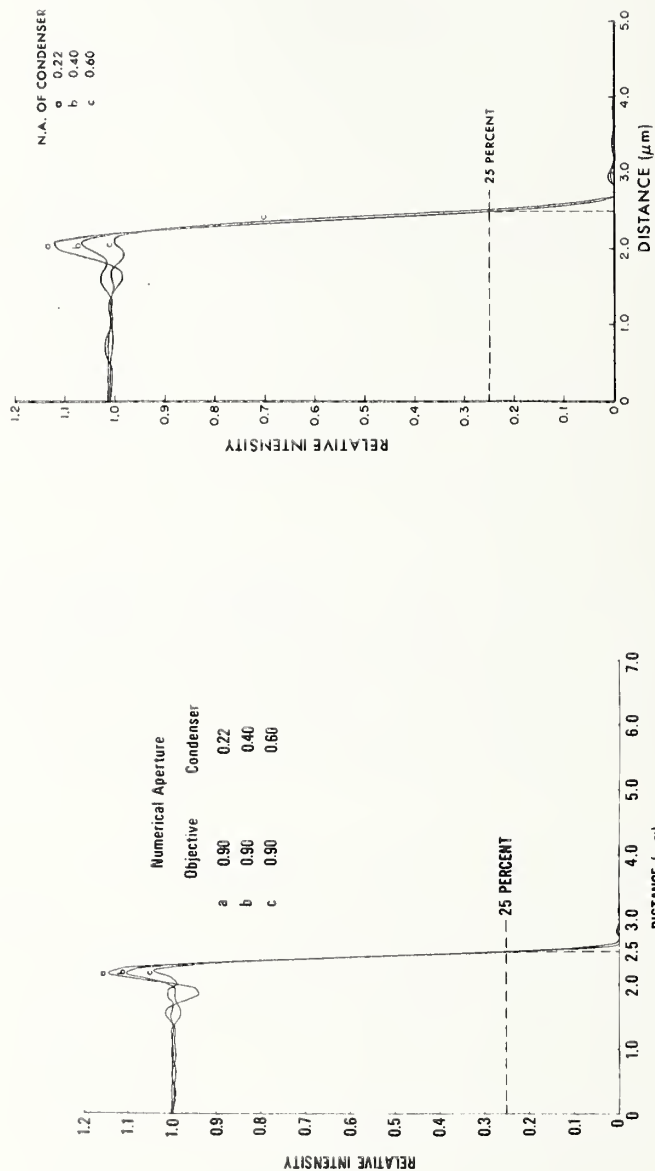 1.2
1.1
1.0
0.9
0.8
0.7
0.6
0.5
0.4
0.3
0.2
0.1
0
RELATIVE INTENSITY
Numerical Aperture
Objective Condenser
a 0.90 0.22
b 0.90 0.40
c 0.90 0.60
a
b
c
25 PERCENT
0 1.0 2.0 2.5 3.0 4.0 5.0 6.0 7.0
DISTANCE
1.2
1.1
1.0
0.9
0.8
0.7
0.6
0.5
0.4
0.3
0.2
0.1
0
RELATIVE INTENSITY
N.A. OF CONDENSER
a 0.22
b 0.40
c 0.60
a
b
c
c
25 PERCENT
0 1.0 2.0 3.0 4.0 5.0
DISTANCE (μm)